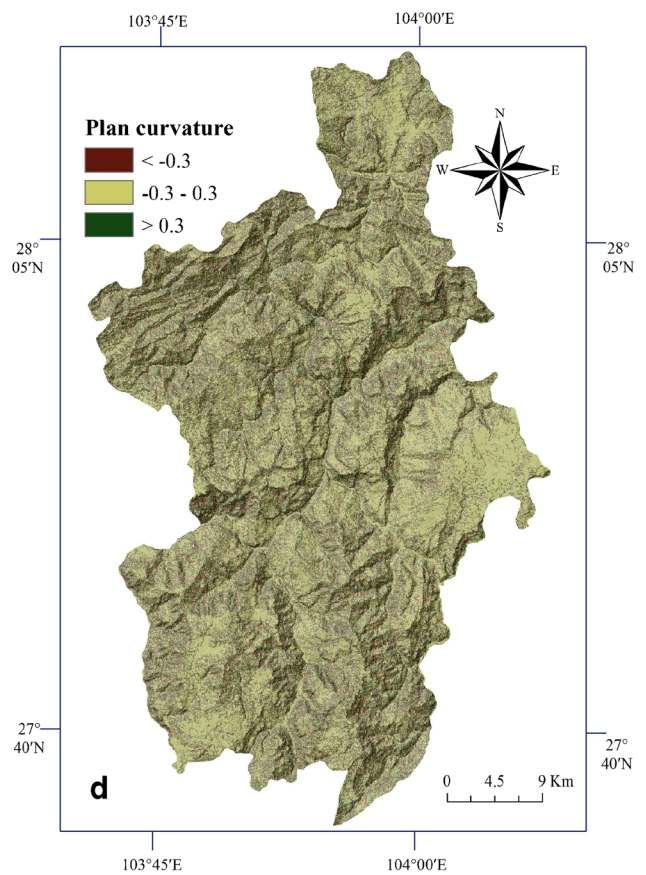 103°45'E
104°00'E
Plan curvature
< -0.3
-0.3 - 0.3
> 0.3
N
W
E
S
28°
05'N
28°
05'N
27°
40'N
27°
40'N
0 4.5 9 Km
d
103°45'E
104°00'E